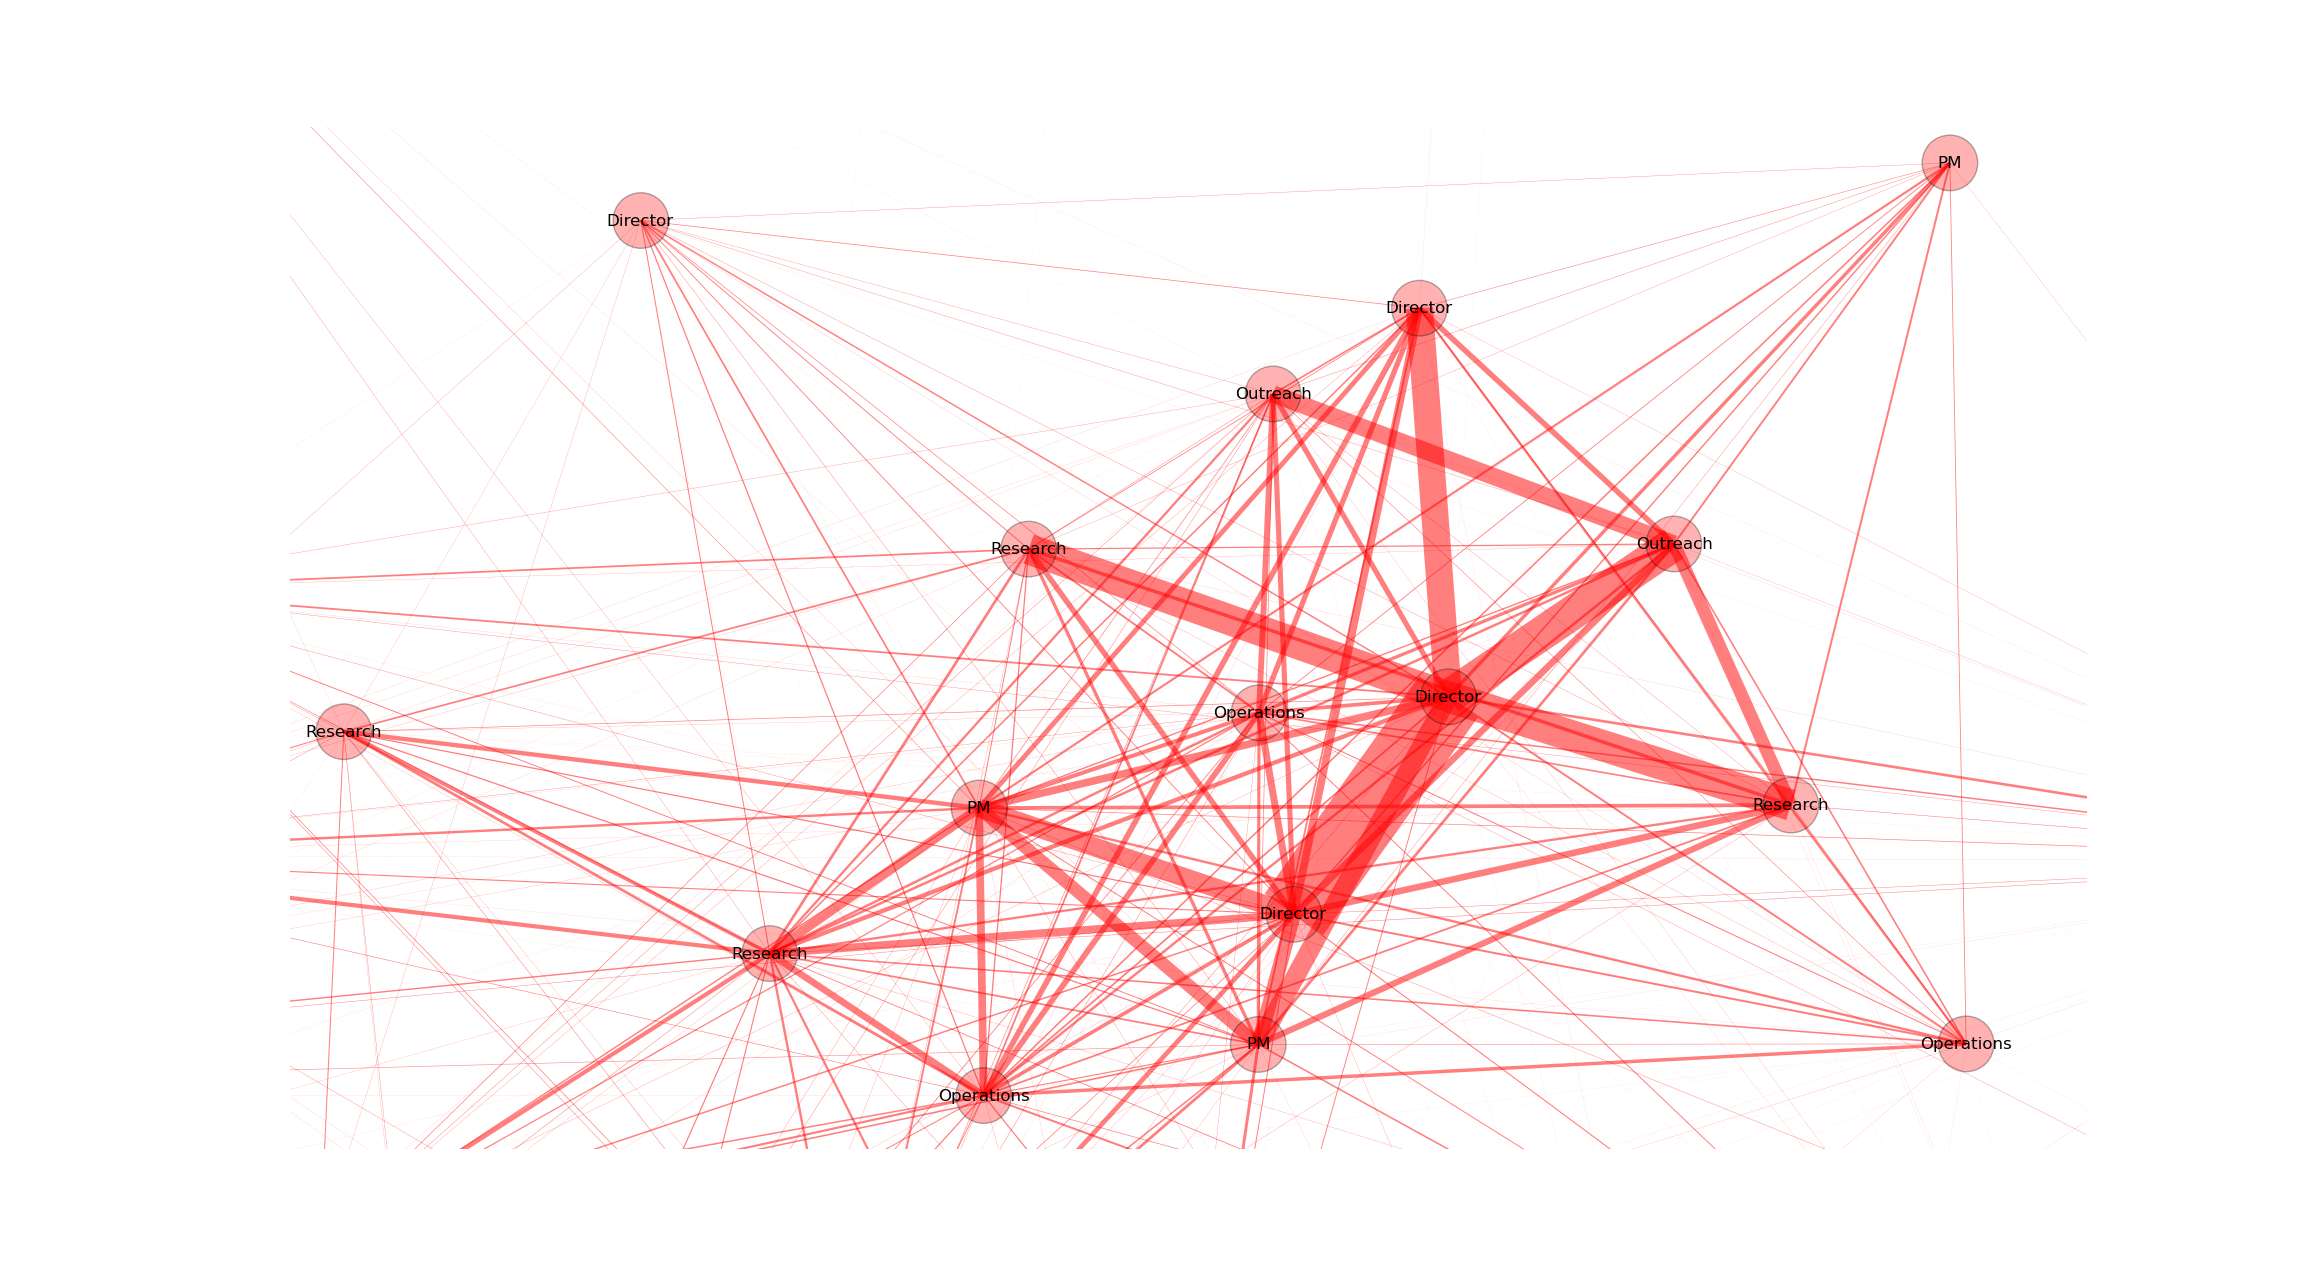 PM
Director
Director
Outreach
Outreach
Research
Director
Operations
Research
Research
PM
Director
Research
PM
Operations
Operations